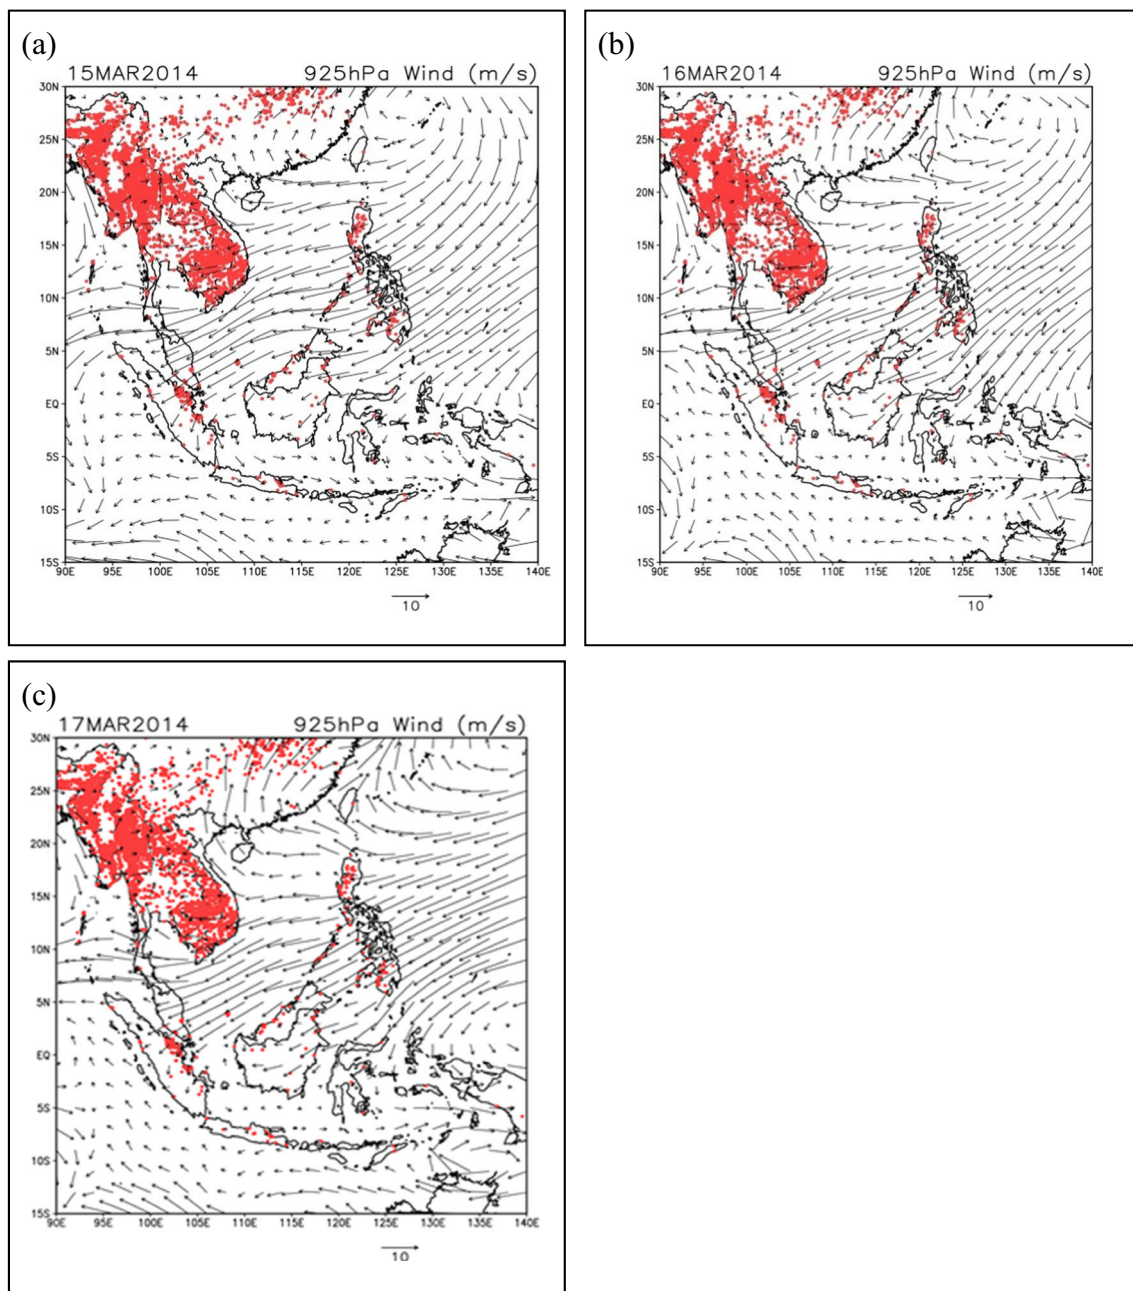 (a)
15MAR2014 925hPa Wind (m/s)
30N
25N
20N
15N
10N
5N
EQ
5S
10S
15S
90E 95E 100E 105E 110E 115E 120E 125E 130E 135E 140E
10
(b)
16MAR2014 925hPa Wind (m/s)
30N
25N
20N
15N
10N
5N
EQ
5S
10S
15S
90E 95E 100E 105E 110E 115E 120E 125E 130E 135E 140E
10
(c)
17MAR2014 925hPa Wind (m/s)
30N
25N
20N
15N
10N
5N
EQ
5S
10S
15S
90E 95E 100E 105E 110E 115E 120E 125E 130E 135E 140E
10